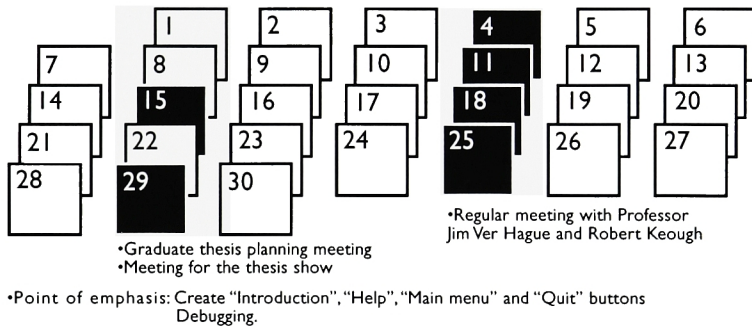 1 2 3 4 5 6
7 8 9 10 11 12 13
14 15 16 17 18 19 20
21 22 23 24 25 26 27
28 29 30
•Regular meeting with Professor
Jim Ver Hague and Robert Keough
•Graduate thesis planning meeting
•Meeting for the thesis show
•Point of emphasis: Create “Introduction”, “Help”, “Main menu” and “Quit” buttons
Debugging.